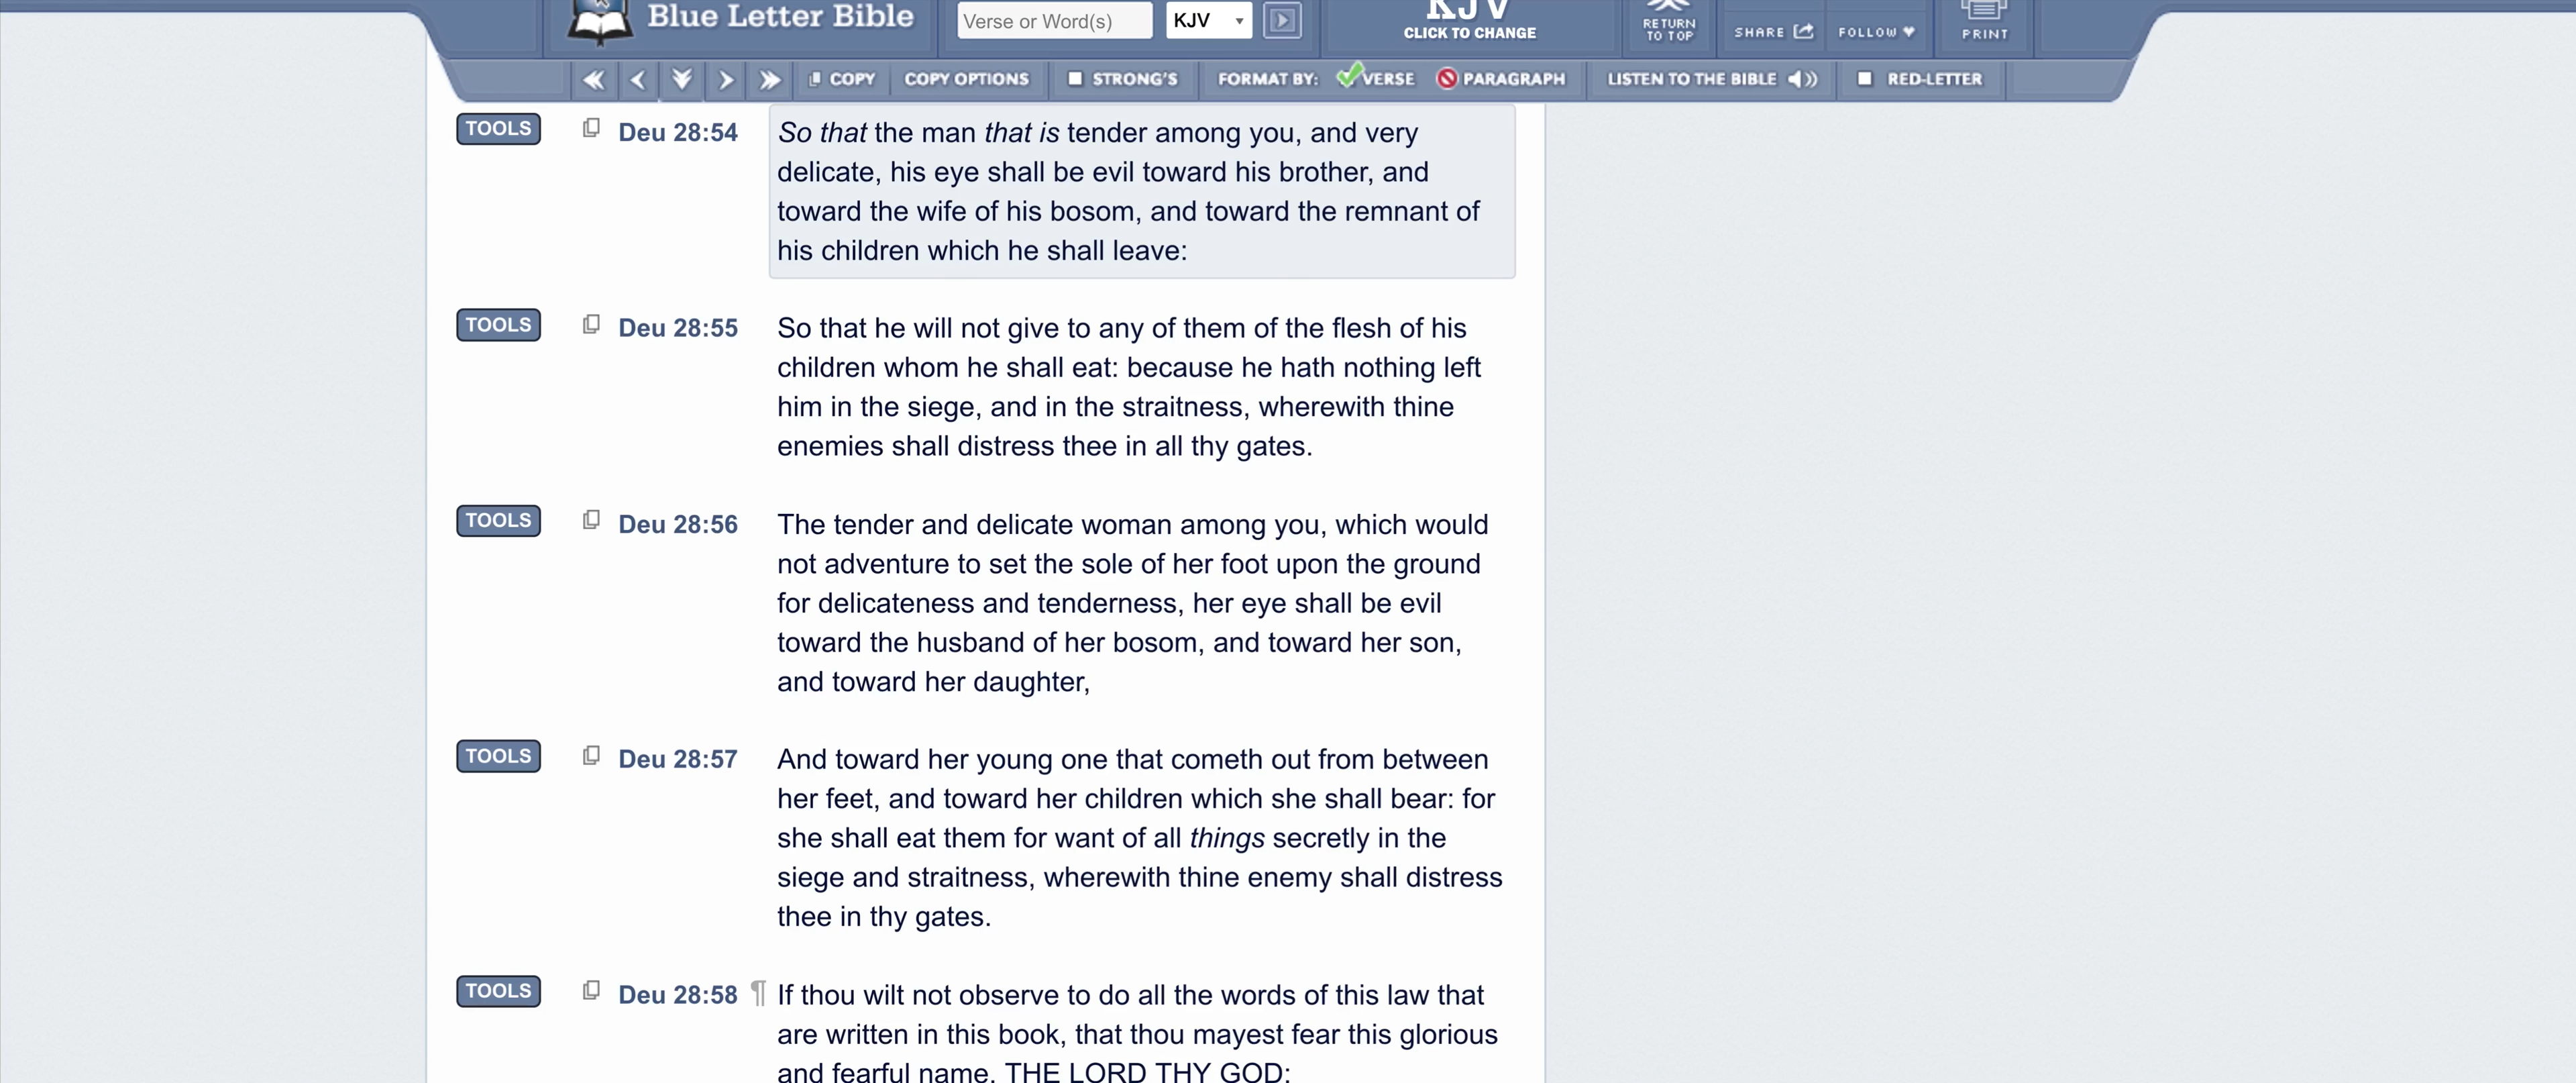 Blue Letter Bible
Verse or Word(s)
KJV
KJV
CLICK TO CHANGE
RETURN
TO TOP
SHARE
FOLLOW
PRINT
COPY
COPY OPTIONS
STRONG'S
FORMAT BY:
VERSE
PARAGRAPH
LISTEN TO THE BIBLE
RED-LETTER
TOOLS
Deu 28:54
So that the man that is tender among you, and very
delicate, his eye shall be evil toward his brother, and
toward the wife of his bosom, and toward the remnant of
his children which he shall leave:
TOOLS
Deu 28:55
So that he will not give to any of them of the flesh of his
children whom he shall eat: because he hath nothing left
him in the siege, and in the straitness, wherewith thine
enemies shall distress thee in all thy gates.
TOOLS
Deu 28:56
The tender and delicate woman among you, which would
not adventure to set the sole of her foot upon the ground
for delicateness and tenderness, her eye shall be evil
toward the husband of her bosom, and toward her son,
and toward her daughter,
TOOLS
Deu 28:57
And toward her young one that cometh out from between
her feet, and toward her children which she shall bear: for
she shall eat them for want of all things secretly in the
siege and straitness, wherewith thine enemy shall distress
thee in thy gates.
TOOLS
Deu 28:58
¶ If thou wilt not observe to do all the words of this law that
are written in this book, that thou mayest fear this glorious
and fearful name, THE LORD THY GOD;